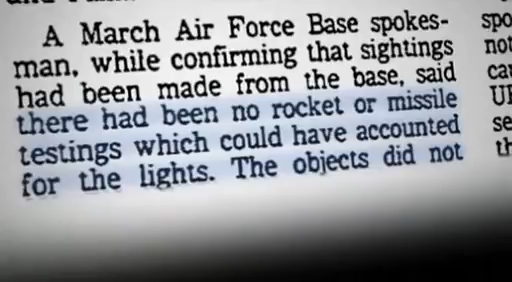 A March Air Force Base spokes-
man, while confirming that sightings
had been made from the base, said
there had been no rocket or missile
testings which could have accounted
for the lights. The objects did not